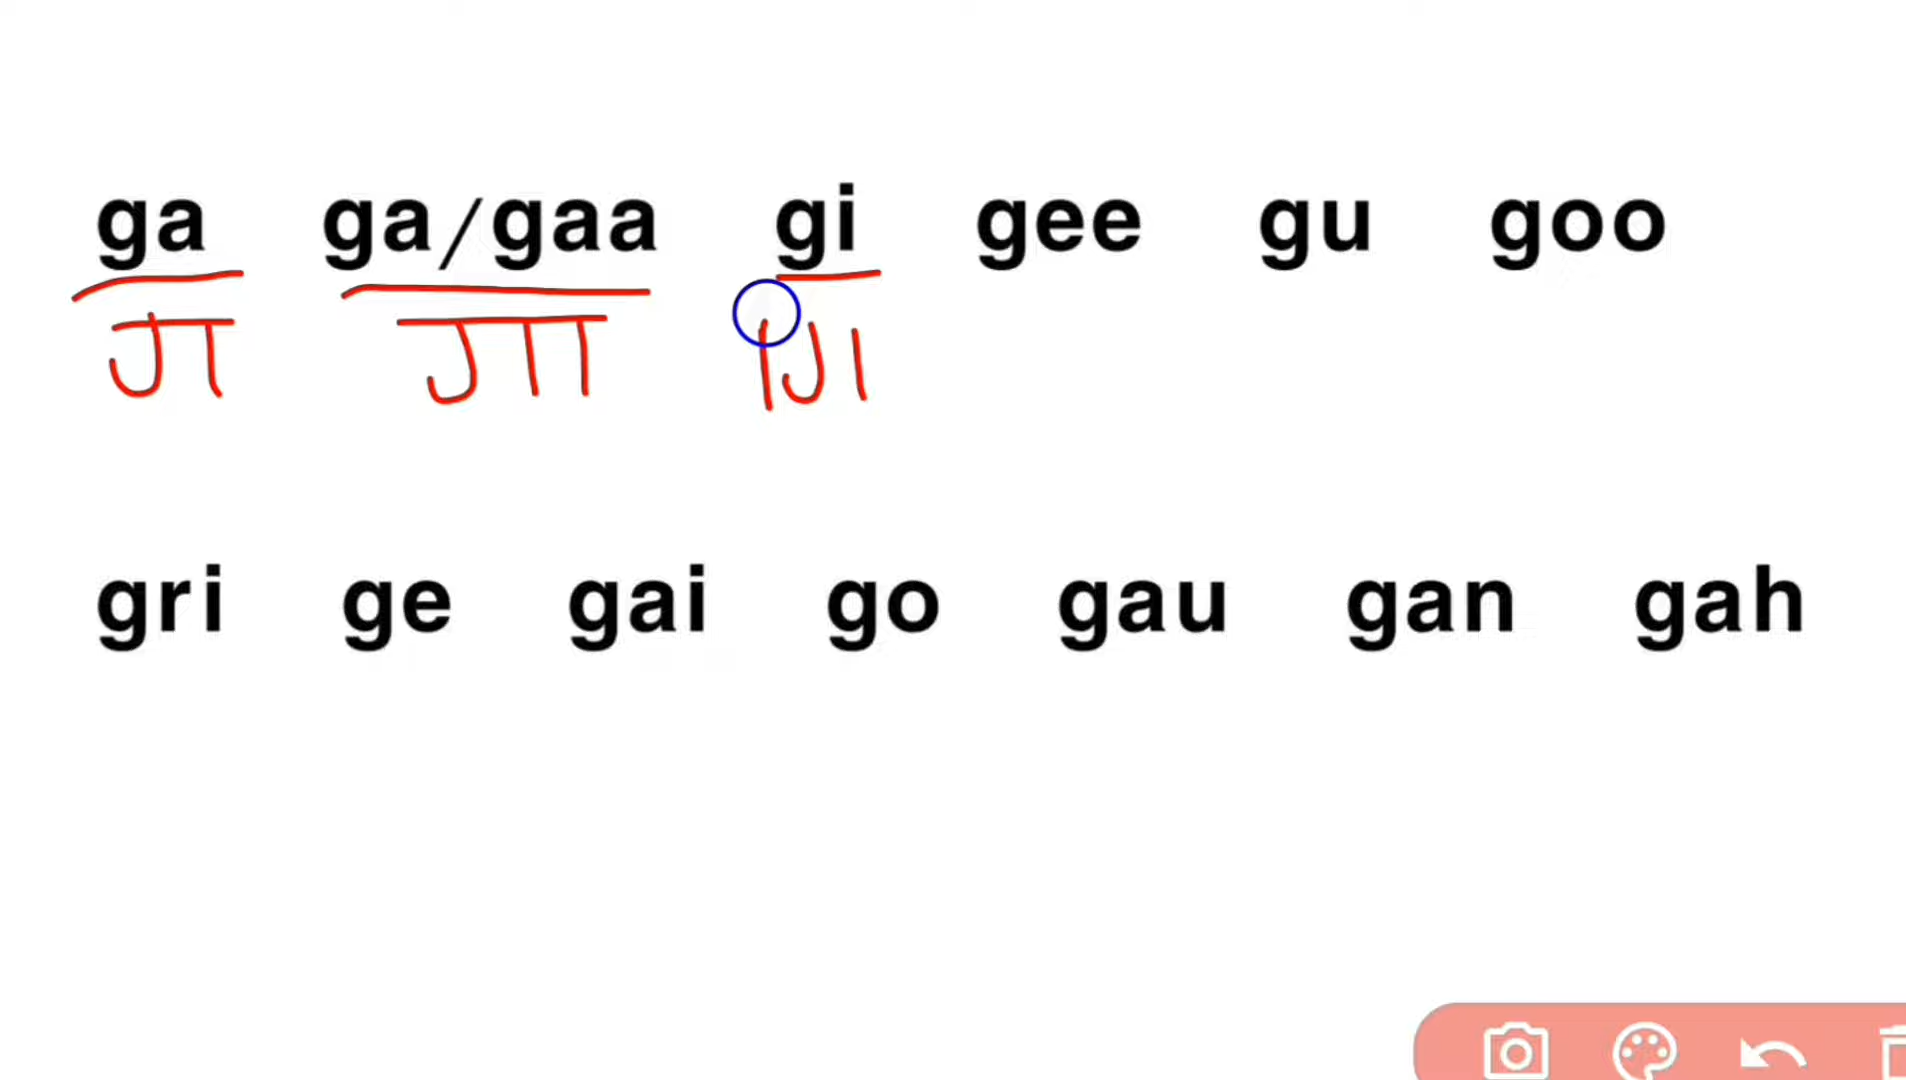 ga ga/gaa gi gee gu goo
ग गा गि
gri ge gai go gau gan gah